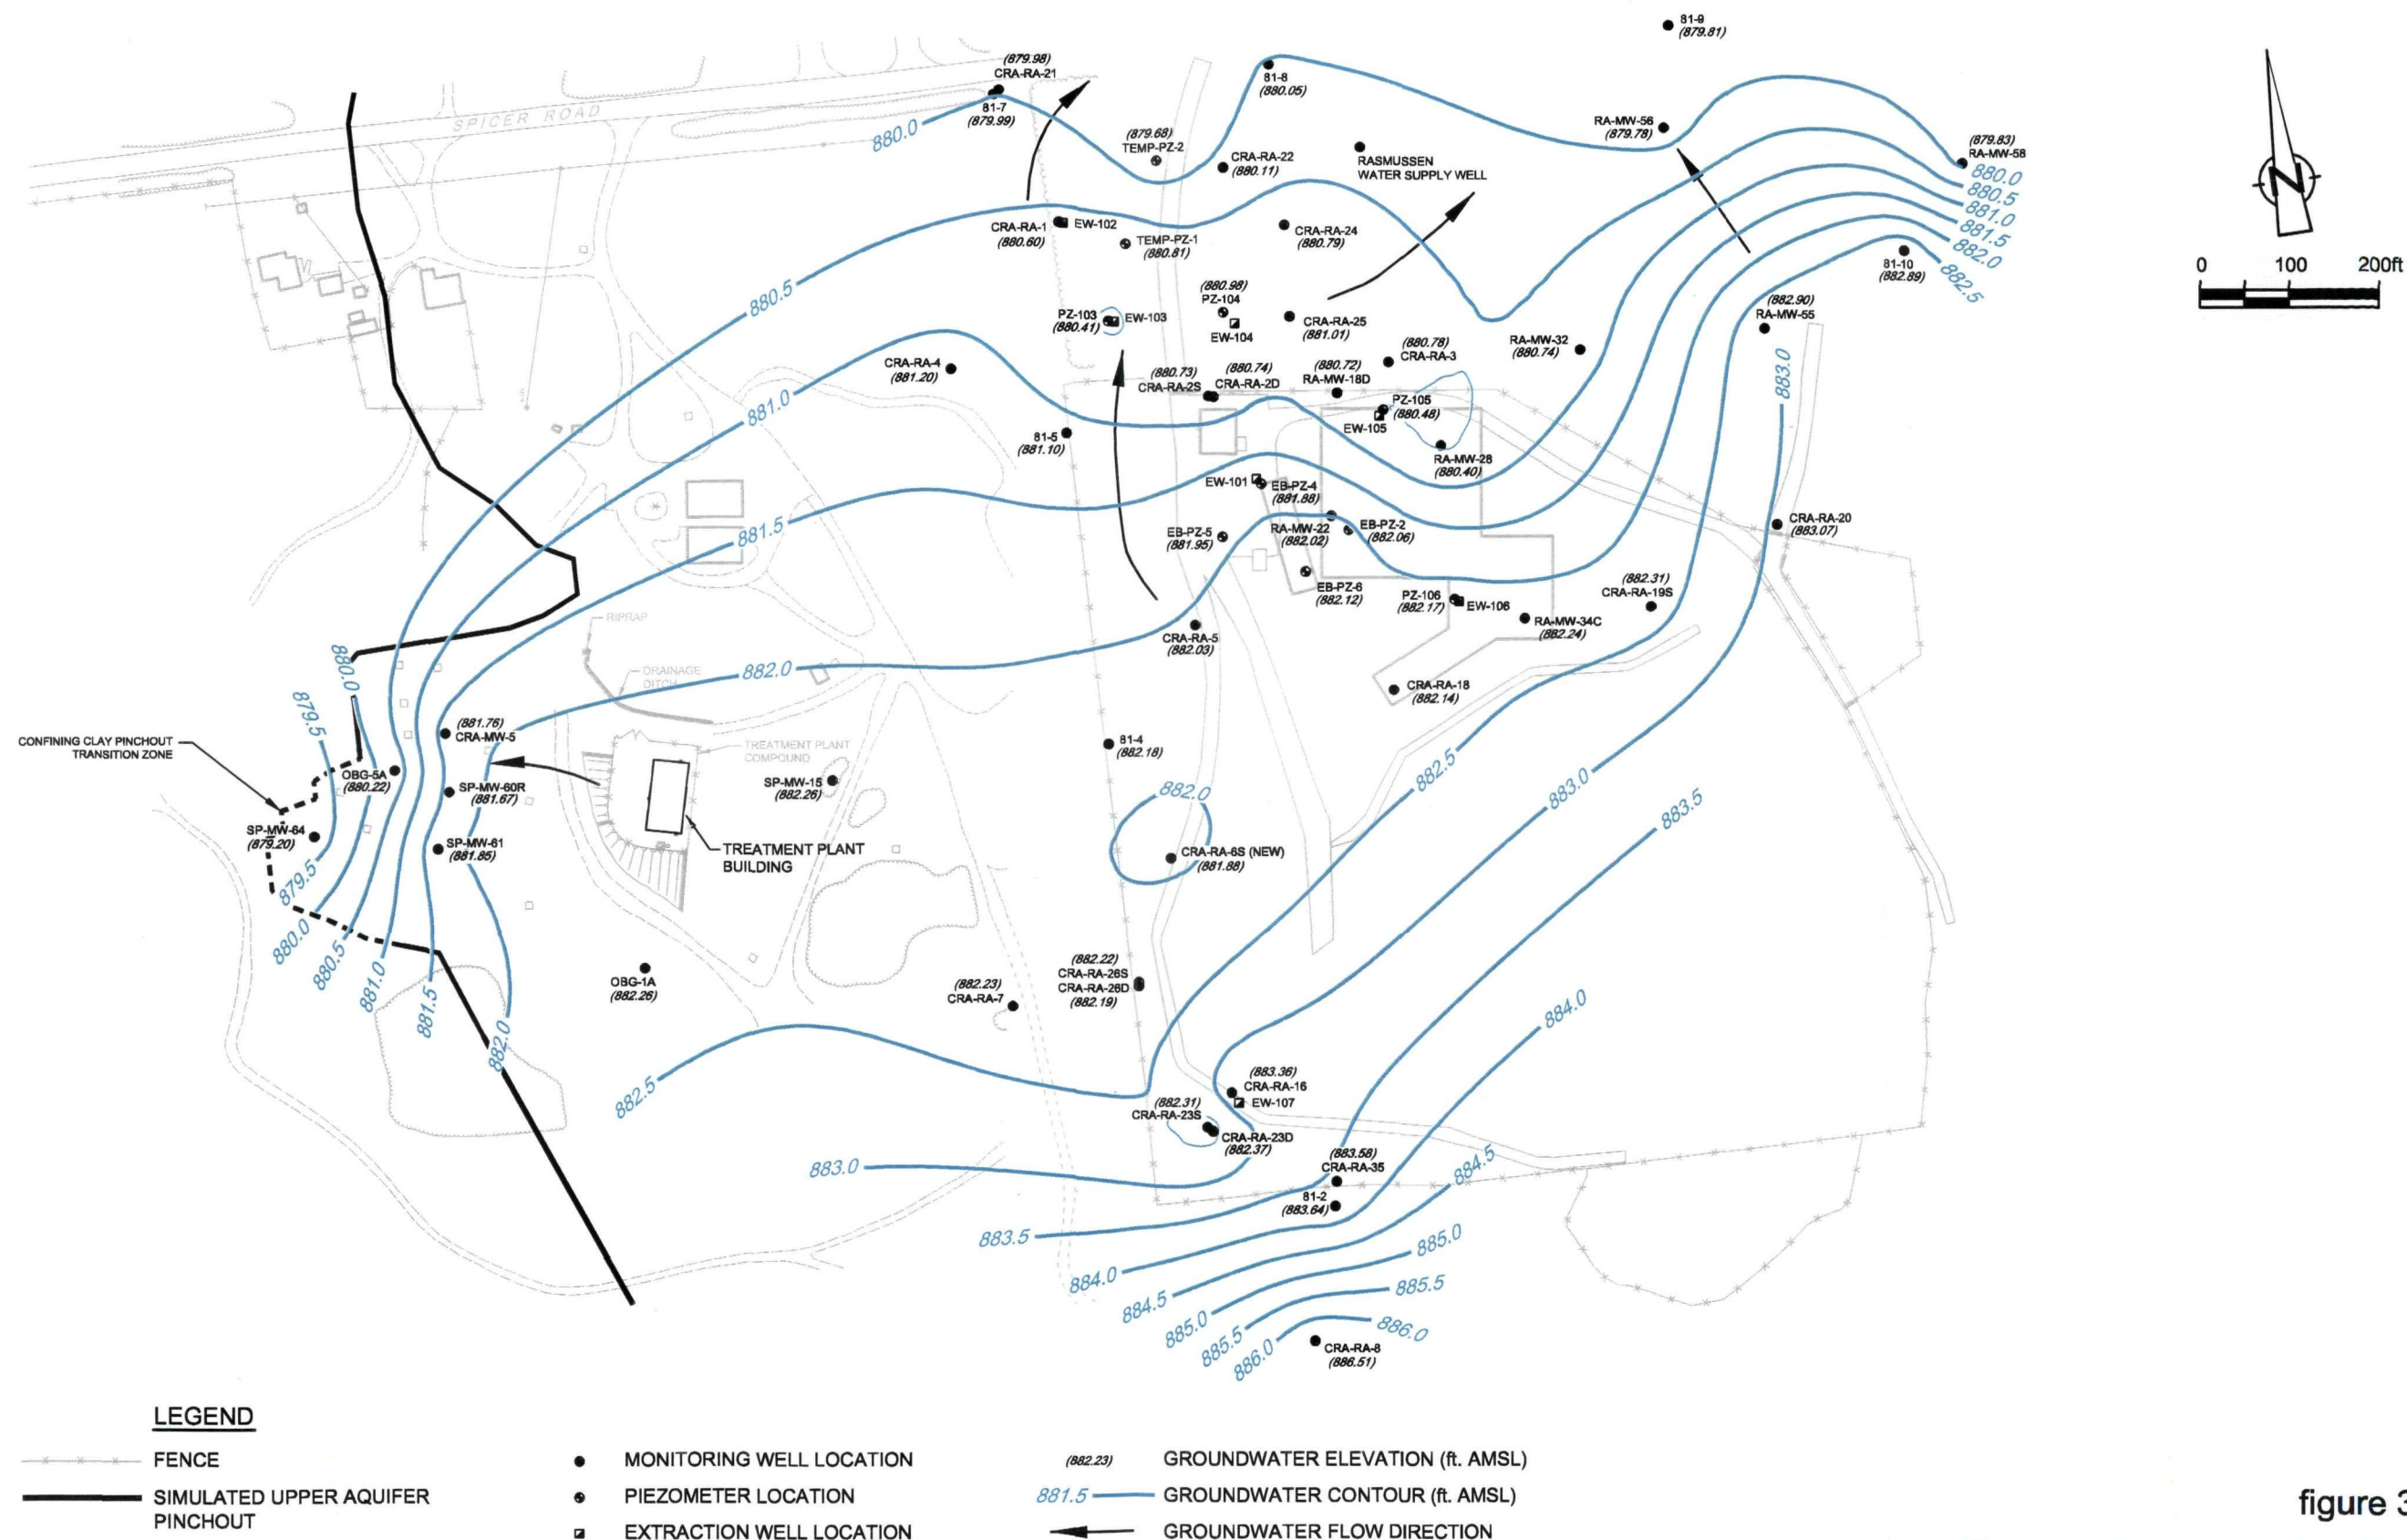 81-9
(879.81)
(879.98)
CRA-RA-21
81-7
(879.99)
SPICER ROAD
880.0
81-8
(880.05)
(879.68)
TEMP-PZ-2
CRA-RA-22
(880.11)
RASMUSSEN
WATER SUPPLY WELL
RA-MW-56
(879.78)
(879.83)
RA-MW-58
880.0
880.5
881.0
881.5
882.0
882.5
N
0 100 200ft
CRA-RA-1
(880.60)
EW-102
TEMP-PZ-1
(880.81)
CRA-RA-24
(880.79)
81-10
(882.89)
880.5
PZ-103
(880.41)
EW-103
(880.98)
PZ-104
EW-104
CRA-RA-25
(881.01)
(882.90)
RA-MW-55
RA-MW-32
(880.74)
(880.78)
CRA-RA-3
CRA-RA-4
(881.20)
(880.73)
CRA-RA-2S
(880.74)
CRA-RA-2D
(880.72)
RA-MW-18D
883.0
881.0
PZ-105
(880.48)
EW-105
81-5
(881.10)
RA-MW-28
(880.40)
EW-101
EB-PZ-4
(881.88)
881.5
EB-PZ-5
(881.95)
RA-MW-22
(882.02)
EB-PZ-2
(882.06)
CRA-RA-20
(883.07)
EB-PZ-6
(882.12)
PZ-106
(882.17)
EW-106
(882.31)
CRA-RA-19S
RA-MW-34C
(882.24)
RIPRAP
CRA-RA-5
(882.03)
880.0
DRAINAGE
DITCH
882.0
CRA-RA-18
(882.14)
879.5
CONFINING CLAY PINCHOUT
TRANSITION ZONE
(881.76)
CRA-MW-5
TREATMENT PLANT
COMPOUND
81-4
(882.18)
OBG-5A
(880.22)
SP-MW-60R
(881.67)
SP-MW-15
(882.26)
882.0
882.5
883.0
883.5
SP-MW-64
(879.20)
SP-MW-61
(881.85)
TREATMENT PLANT
BUILDING
CRA-RA-6S (NEW)
(881.88)
879.5
880.0
880.5
881.0
881.5
882.0
OBG-1A
(882.26)
(882.23)
CRA-RA-7
(882.22)
CRA-RA-26S
CRA-RA-26D
(882.19)
884.0
882.5
(883.36)
CRA-RA-16
EW-107
(882.31)
CRA-RA-23S
CRA-RA-23D
(882.37)
883.0
(883.58)
CRA-RA-35
884.5
81-2
(883.64)
883.5
885.0
884.0
885.5
884.5
885.0
886.0
885.5
886.0
CRA-RA-8
(886.51)
LEGEND
FENCE
SIMULATED UPPER AQUIFER
PINCHOUT
MONITORING WELL LOCATION
PIEZOMETER LOCATION
EXTRACTION WELL LOCATION
(882.23) GROUNDWATER ELEVATION (ft. AMSL)
881.5 GROUNDWATER CONTOUR (ft. AMSL)
GROUNDWATER FLOW DIRECTION
figure 3